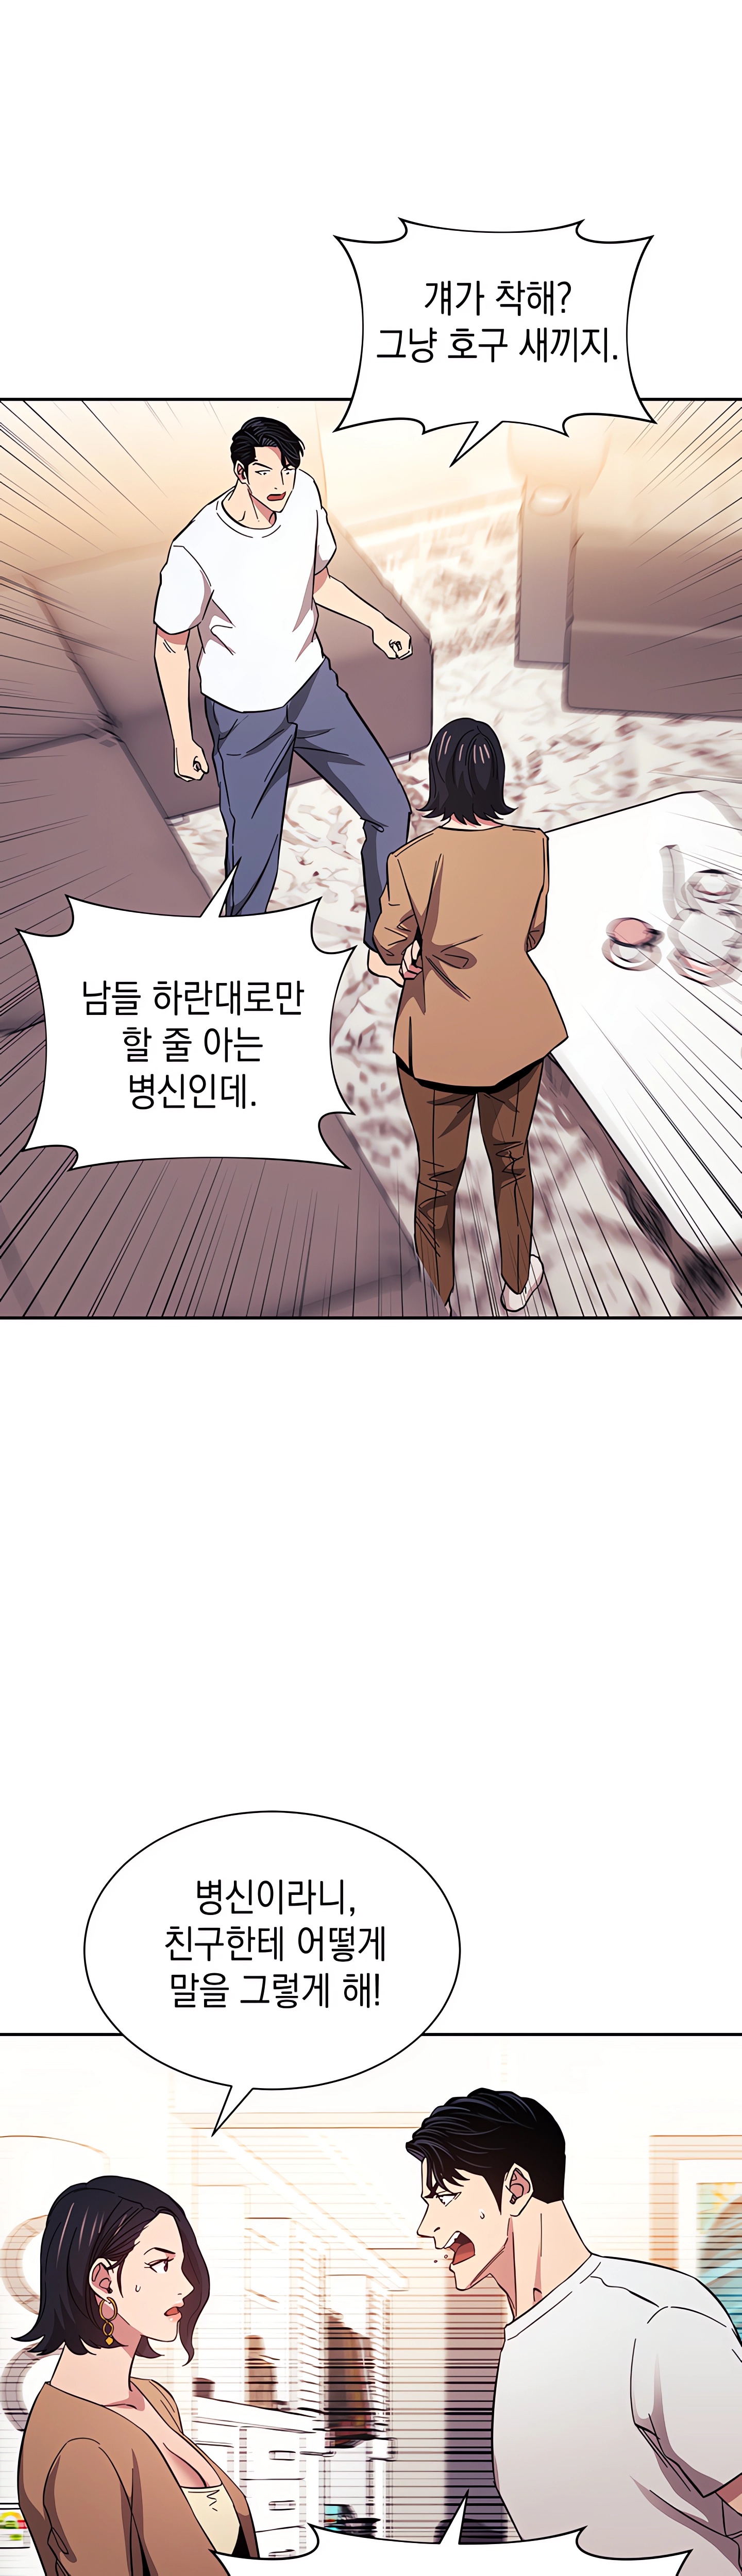 걔가 착해?
그냥 호구 새끼지.
남들 하란대로만
할 줄 아는
병신인데.
병신이라니,
친구한테 어떻게
말을 그렇게 해!